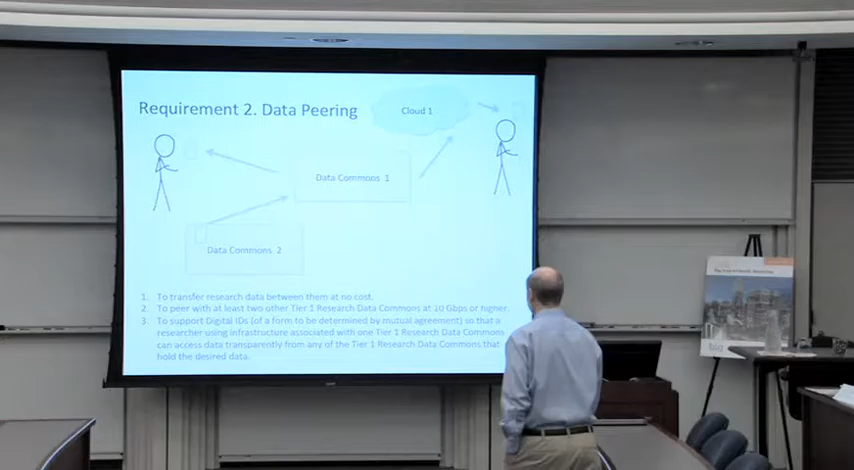 Requirement 2. Data Peering
Cloud 1
Data Commons 1
Data Commons 2
1. To transfer research data between them at no cost.
2. To peer with at least two other Tier 1 Research Data Commons at 10 Gbps or higher.
3. To support Digital IDs (of a form to be determined by mutual agreement) so that a
researcher using infrastructure associated with one Tier 1 Research Data Commons
can access data transparently from any of the Tier 1 Research Data Commons that
hold the desired data.